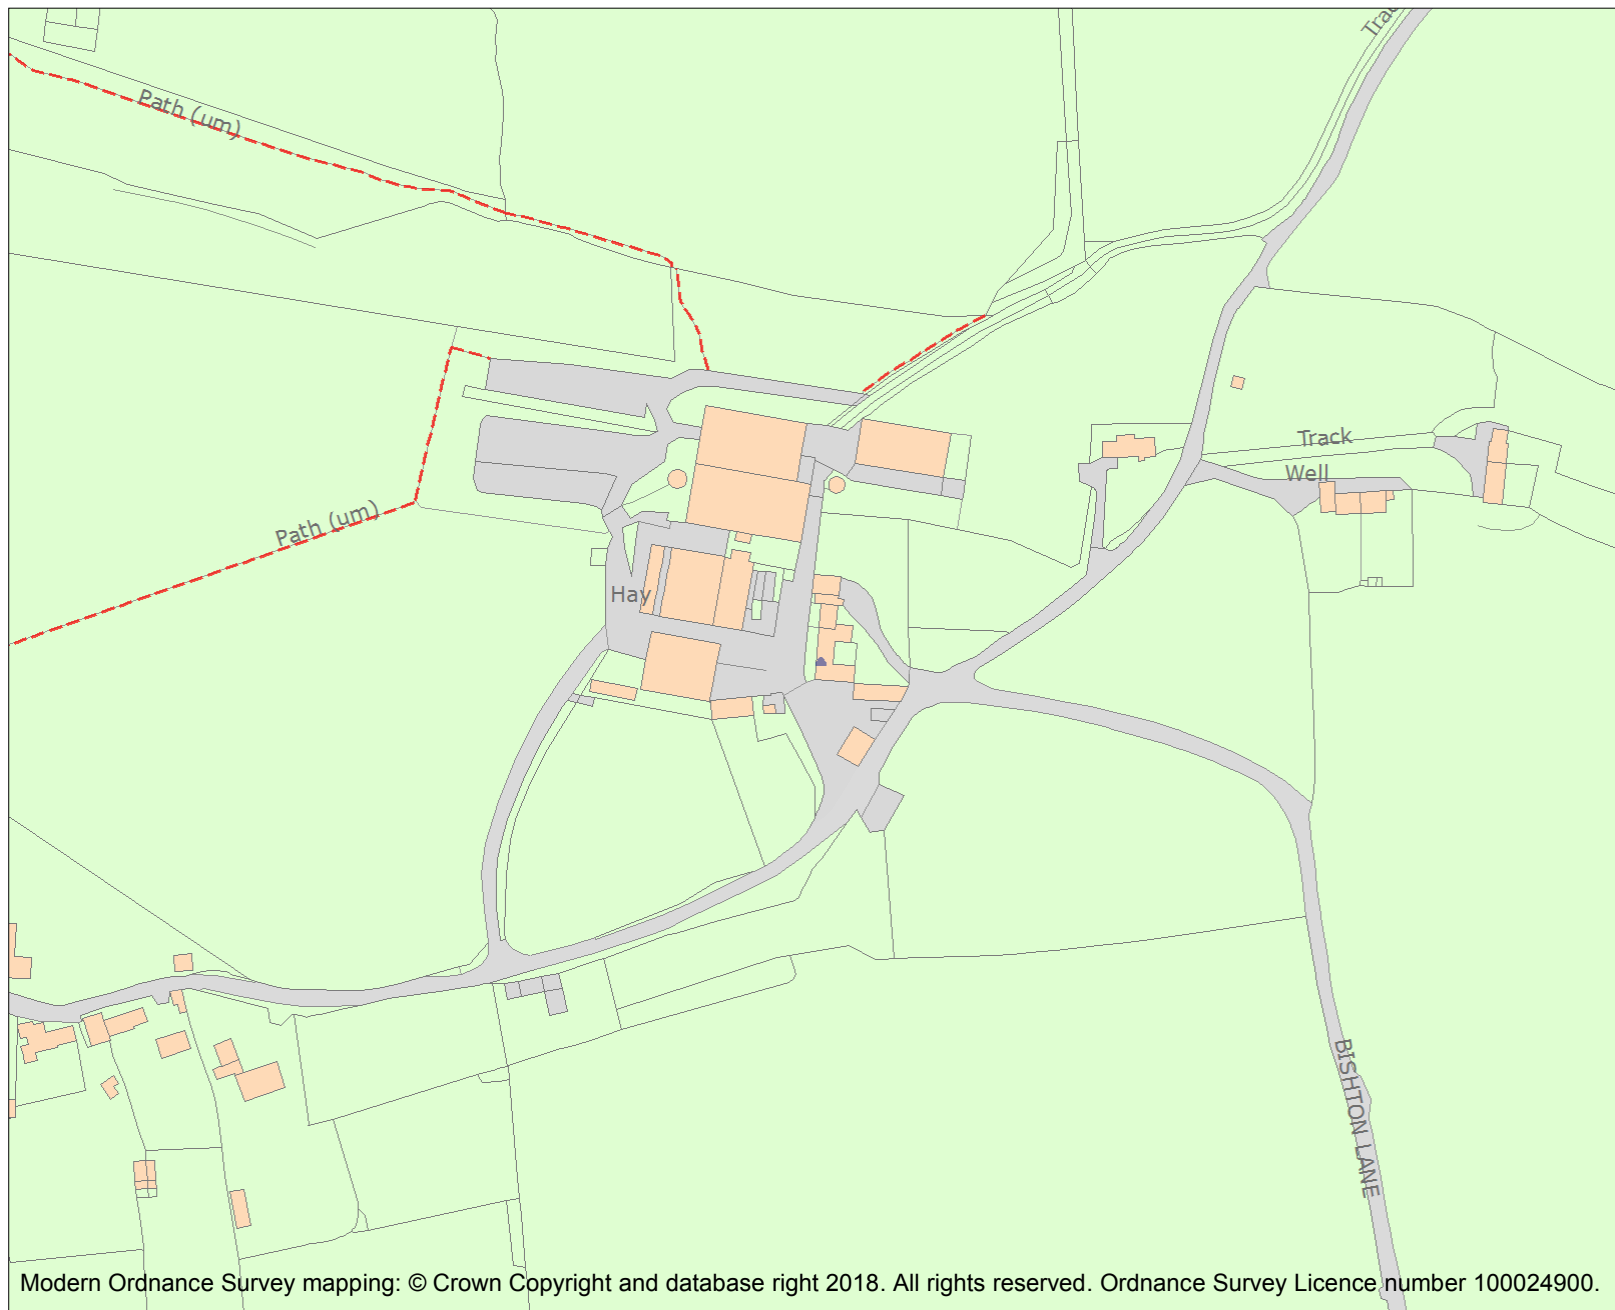 Trac
Path (um)
Track
Well
Path (um)
Hay
BISHTON LANE
Modern Ordnance Survey mapping: © Crown Copyright and database right 2018. All rights reserved. Ordnance Survey Licence number 100024900.